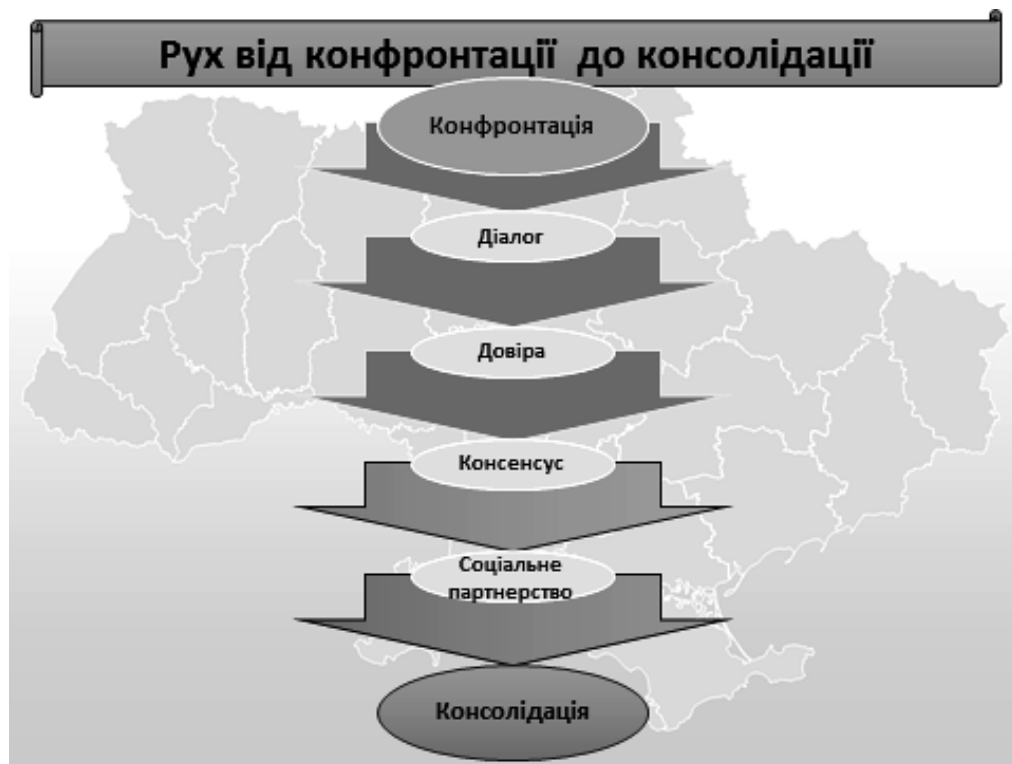 Рух від конфронтації до консолідації
Конфронтація
Діалог
Довіра
Консенсус
Соціальне
партнерство
Консолідація